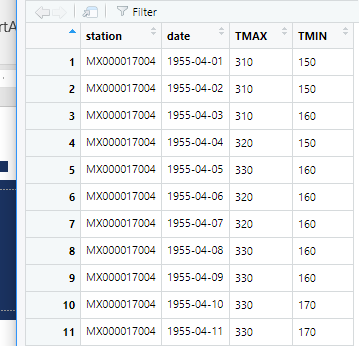 Filter
station date TMAX TMIN
1 MX000017004 1955-04-01 310 150
2 MX000017004 1955-04-02 310 150
3 MX000017004 1955-04-03 310 160
4 MX000017004 1955-04-04 320 150
5 MX000017004 1955-04-05 330 160
6 MX000017004 1955-04-06 320 160
7 MX000017004 1955-04-07 320 160
8 MX000017004 1955-04-08 330 160
9 MX000017004 1955-04-09 330 160
10 MX000017004 1955-04-10 330 170
11 MX000017004 1955-04-11 330 170